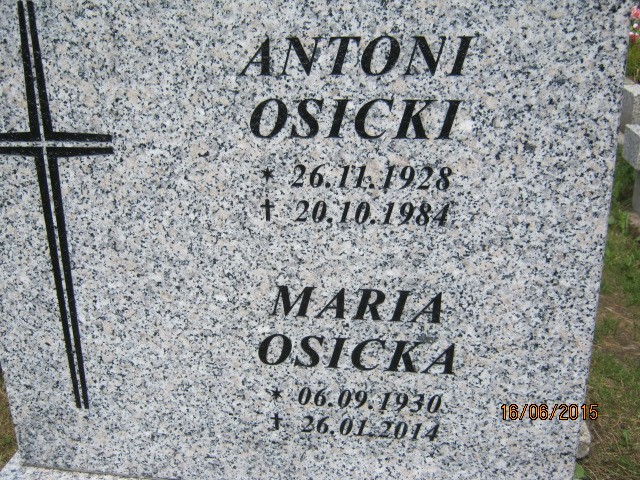 ANTONI
OSICKI
* 26.11.1928
† 20.10.1984
MARIA
OSICKA
* 06.09.1930
† 26.01.2014
16/06/2015